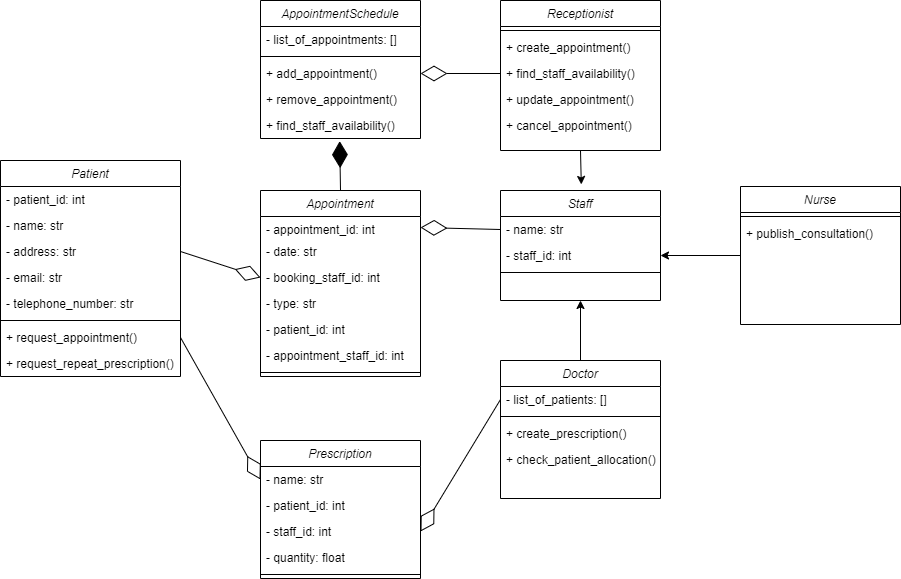 AppointmentSchedule
- list_of_appointments: []
+ add_appointment()
+ remove_appointment()
+ find_staff_availability()
Receptionist
+ create_appointment()
+ find_staff_availability()
+ update_appointment()
+ cancel_appointment()
Patient
- patient_id: int
- name: str
- address: str
- email: str
- telephone_number: str
+ request_appointment()
+ request_repeat_prescription()
Appointment
- appointment_id: int
- date: str
- booking_staff_id: int
- type: str
- patient_id: int
- appointment_staff_id: int
Staff
- name: str
- staff_id: int
Nurse
+ publish_consultation()
Doctor
- list_of_patients: []
+ create_prescription()
+ check_patient_allocation()
Prescription
- name: str
- patient_id: int
- staff_id: int
- quantity: float